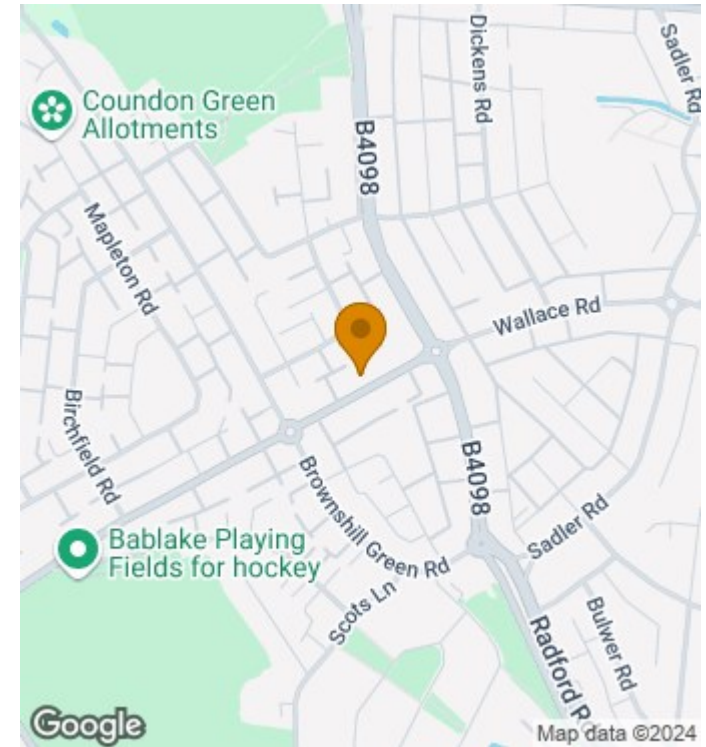 Coundon Green
Allotments
B4098
Dickens Rd
Sadler Rd
Mapleton Rd
Wallace Rd
Birchfield Rd
B4098
Brownshill Green Rd
Sadler Rd
Bablake Playing
Fields for hockey
Scots Ln
Bulwer Rd
Radford R
Google
Map data ©2024